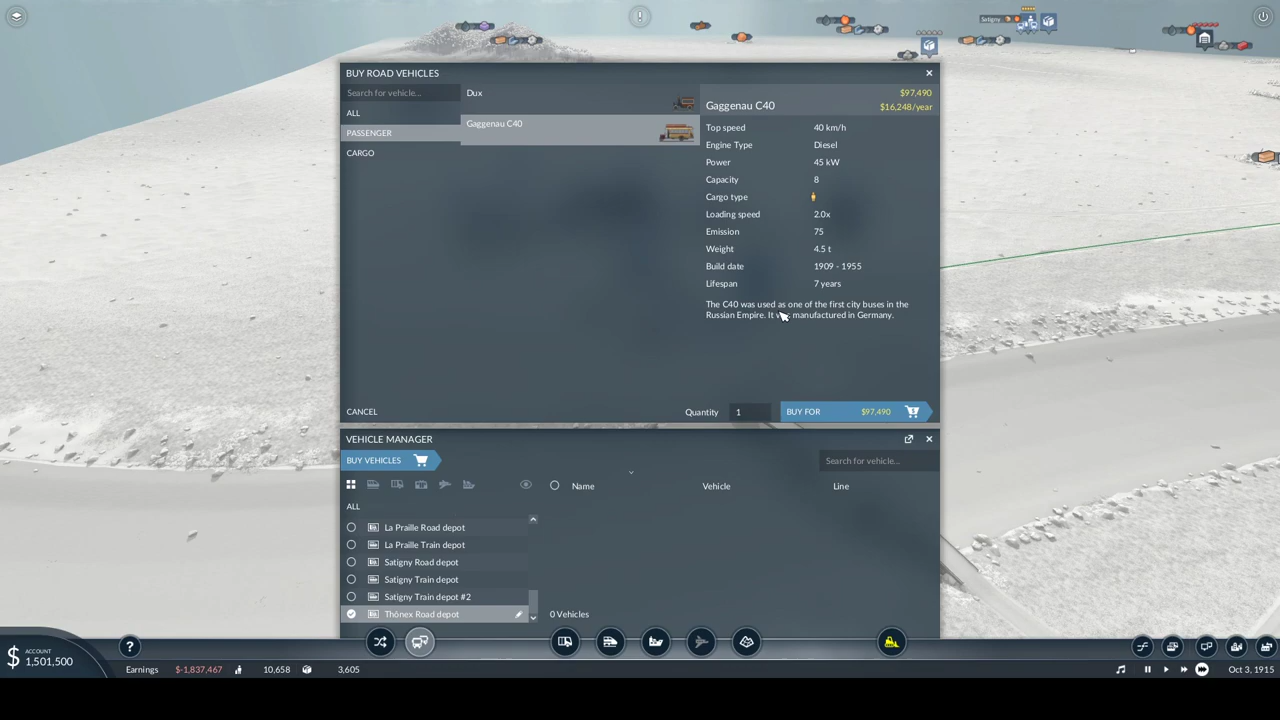 Satigny
BUY ROAD VEHICLES
Search for vehicle...
ALL
PASSENGER
CARGO
Dux
Gaggenau C40
Gaggenau C40
$97,490
$16,248/year
Top speed 40 km/h
Engine Type Diesel
Power 45 kW
Capacity 8
Cargo type
Loading speed 2.0x
Emission 75
Weight 4.5 t
Build date 1909 - 1955
Lifespan 7 years
The C40 was used as one of the first city buses in the
Russian Empire. It manufactured in Germany.
CANCEL
Quantity 1
BUY FOR $97,490
VEHICLE MANAGER
BUY VEHICLES
Search for vehicle...
Name Vehicle Line
ALL
La Praille Road depot
La Praille Train depot
Satigny Road depot
Satigny Train depot
Satigny Train depot #2
Thônex Road depot
0 Vehicles
$ ACCOUNT
1,501,500
?
Earnings $-1,837,467 10,658 3,605
Oct 3, 1915